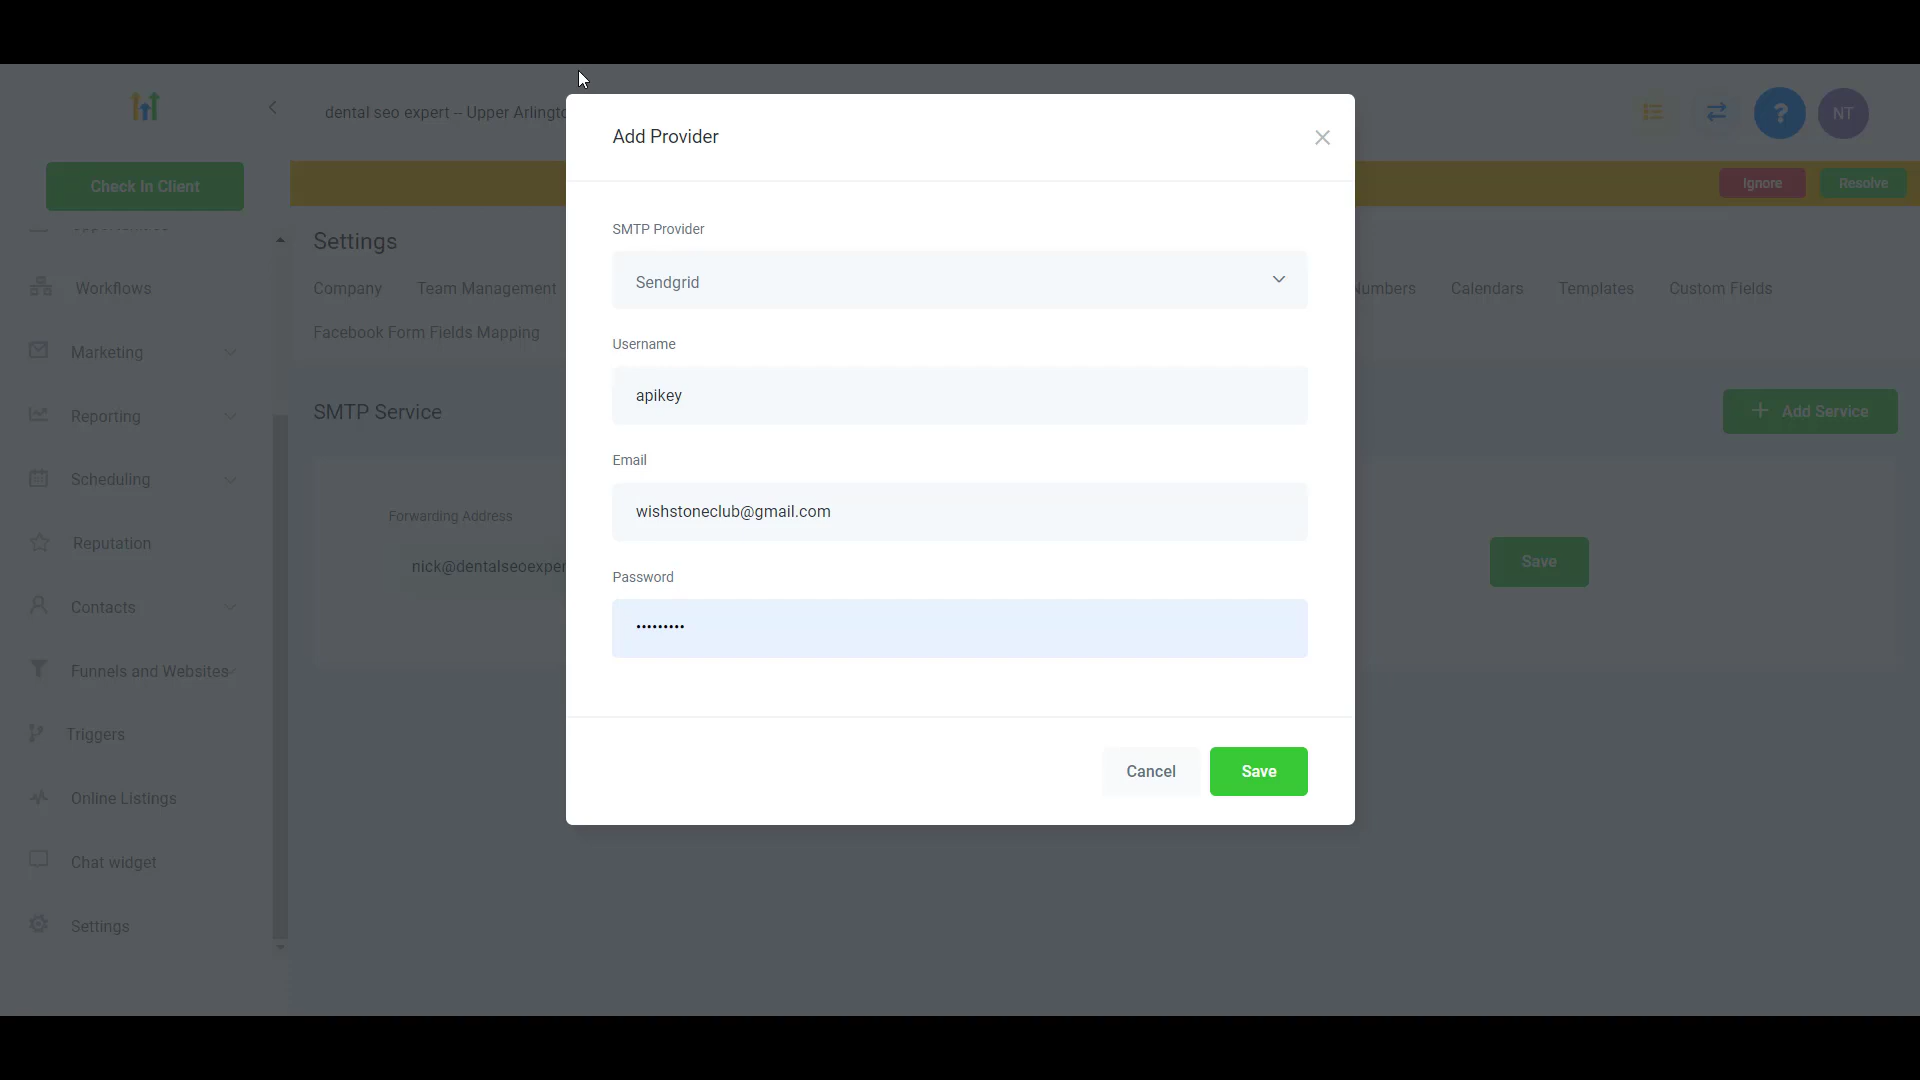 dental seo expert – Upper Arlingto
?
NT
Check In Client
Ignore
Resolve
Opportunities
Workflows
Marketing
Reporting
Scheduling
Reputation
Contacts
Funnels and Websites
Triggers
Online Listings
Chat widget
Settings
Settings
Company
Team Management
Numbers
Calendars
Templates
Custom Fields
Facebook Form Fields Mapping
SMTP Service
+ Add Service
Forwarding Address
nick@dentalseoexper
Save
Add Provider
SMTP Provider
Sendgrid
Username
apikey
Email
wishstoneclub@gmail.com
Password
•••••••••
Cancel
Save